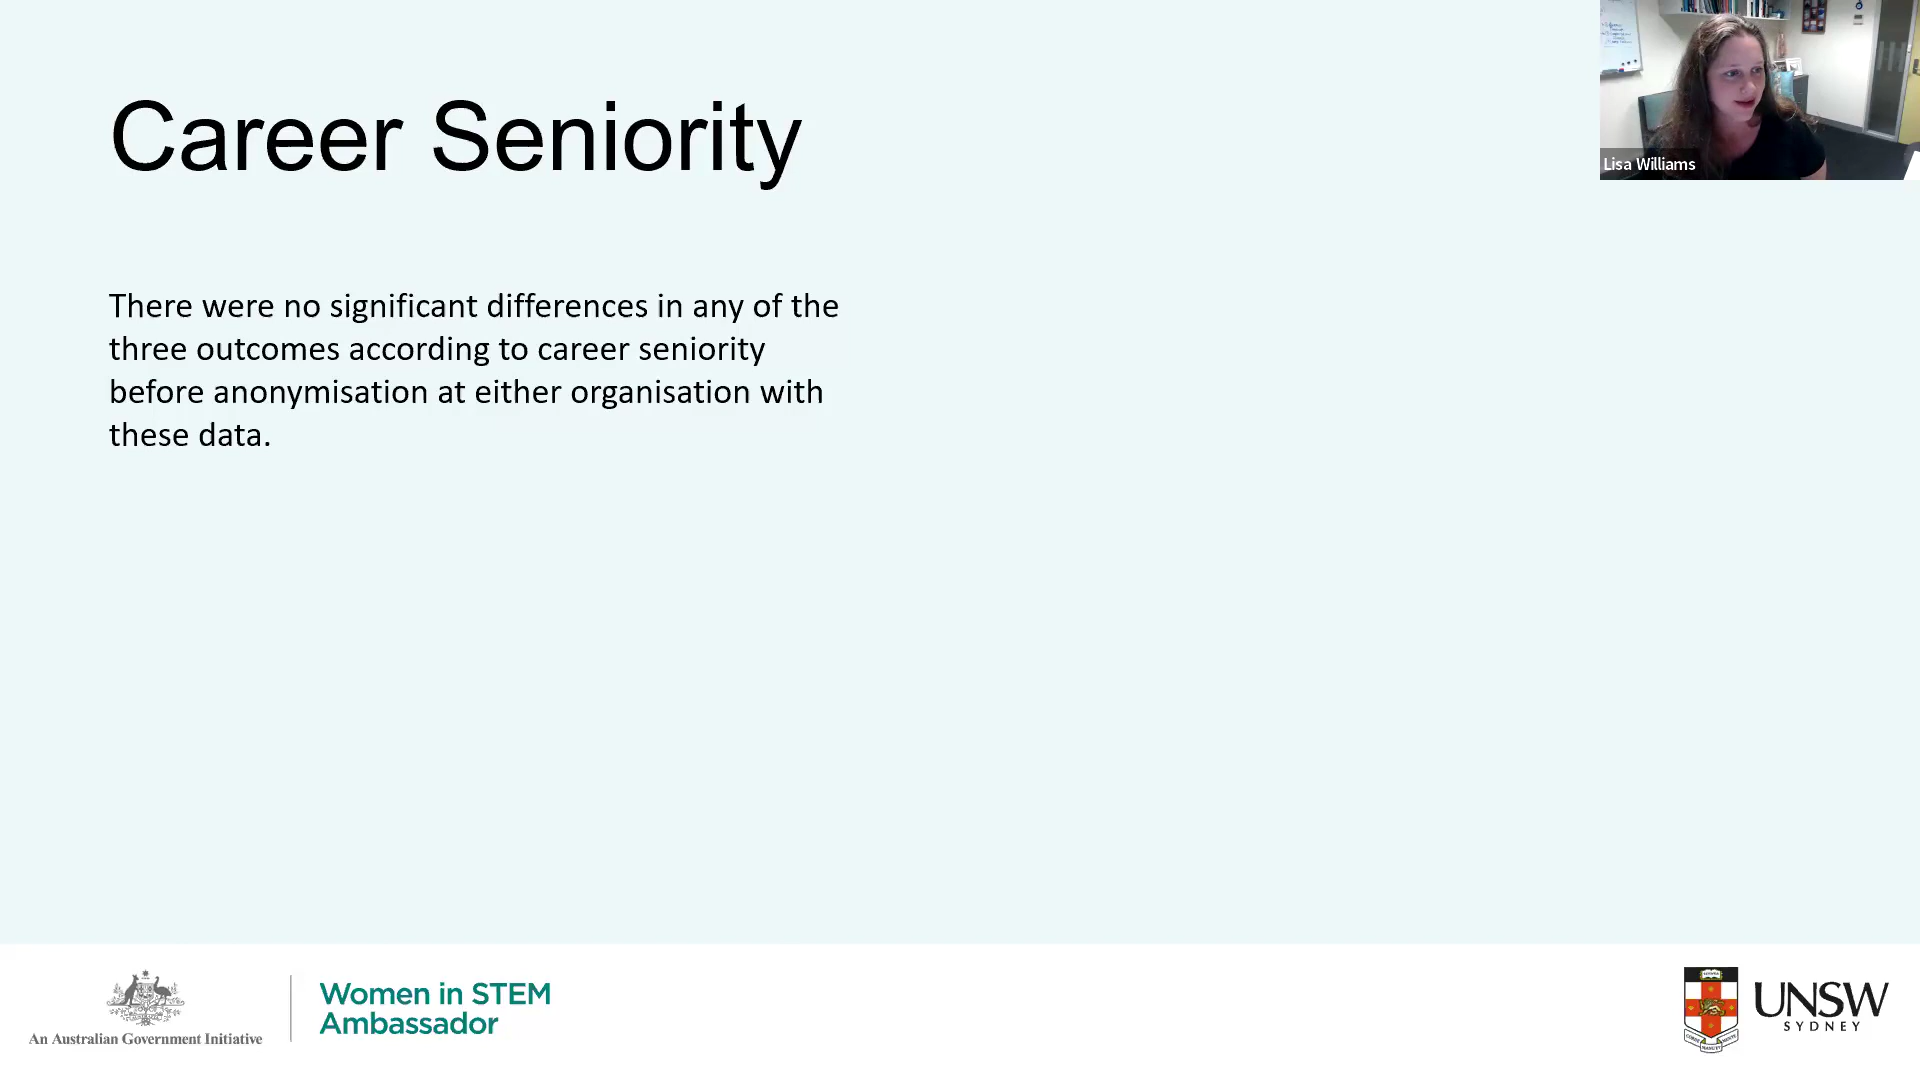 Career Seniority
Lisa Williams
There were no significant differences in any of the
three outcomes according to career seniority
before anonymisation at either organisation with
these data.
An Australian Government Initiative
Women in STEM
Ambassador
UNSW
SYDNEY